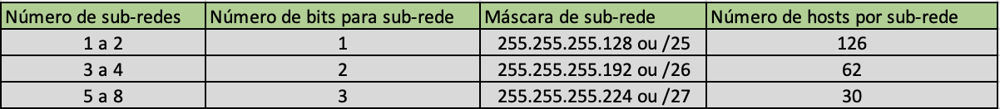 Número de sub-redes Número de bits para sub-rede Máscara de sub-rede Número de hosts por sub-rede
1 a 2 1 255.255.255.128 ou /25 126
3 a 4 2 255.255.255.192 ou /26 62
5 a 8 3 255.255.255.224 ou /27 30